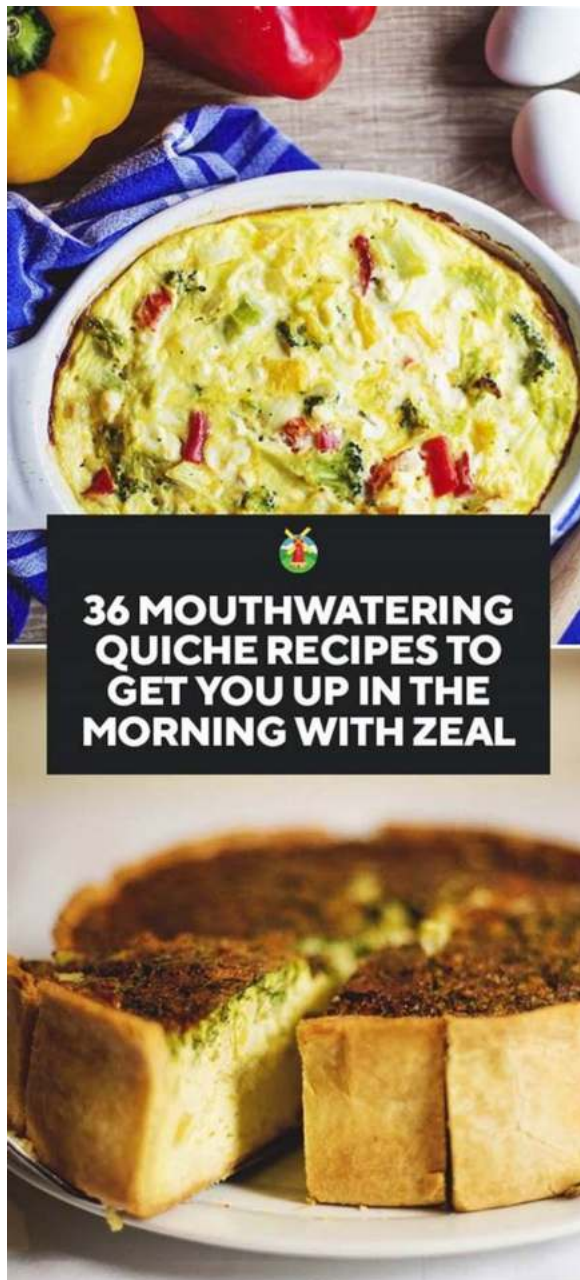 36 MOUTHWATERING
QUICHE RECIPES TO
GET YOU UP IN THE
MORNING WITH ZEAL